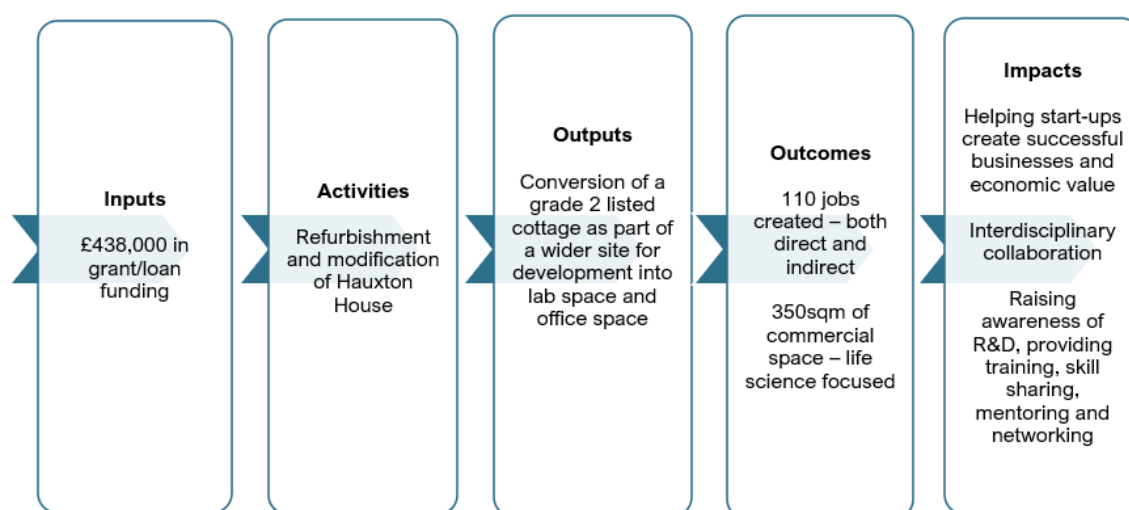 Inputs
£438,000 in
grant/loan
funding
Activities
Refurbishment
and modification
of Hauxton
House
Outputs
Conversion of a
grade 2 listed
cottage as part of
a wider site for
development into
lab space and
office space
Outcomes
110 jobs
created – both
direct and
indirect
350sqm of
commercial
space – life
science focused
Impacts
Helping start-ups
create successful
businesses and
economic value
Interdisciplinary
collaboration
Raising
awareness of
R&D, providing
training, skill
sharing,
mentoring and
networking